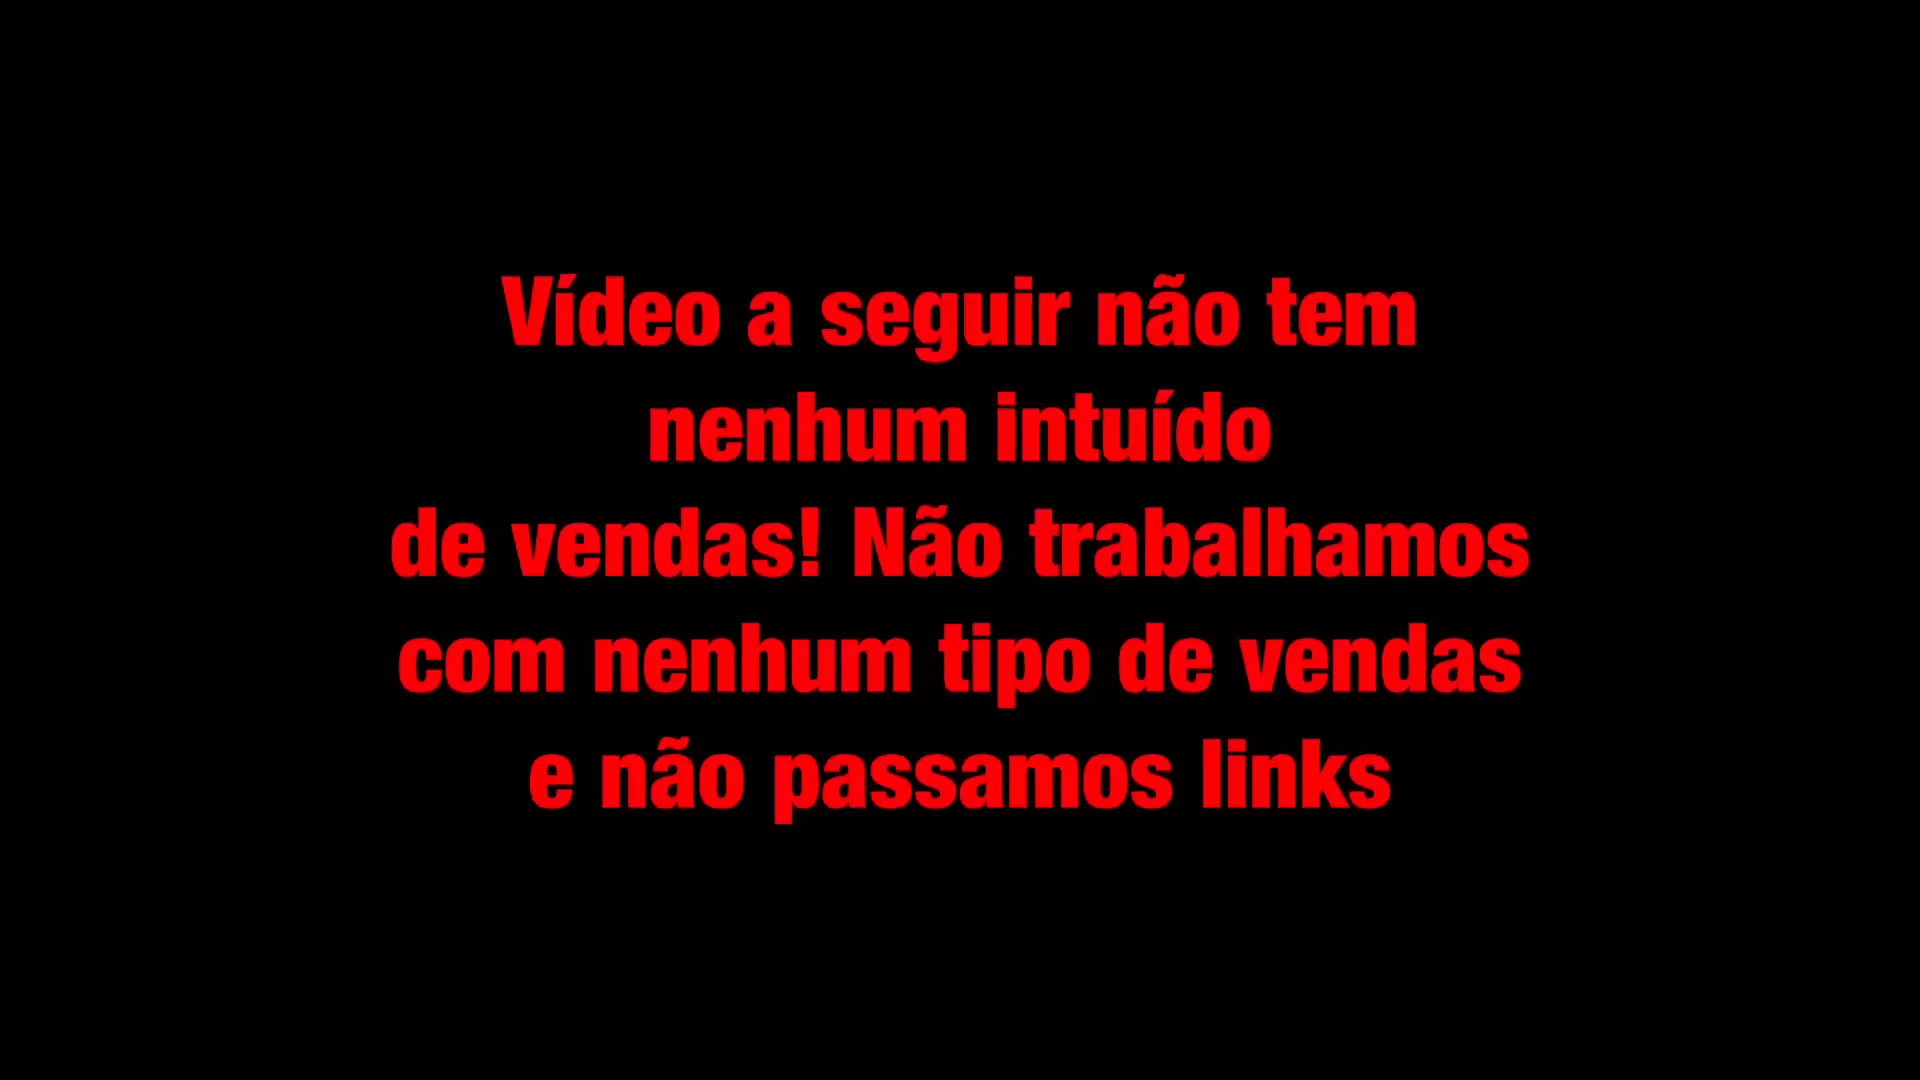 Vídeo a seguir não tem
nenhum intuído
de vendas! Não trabalhamos
com nenhum tipo de vendas
e não passamos links